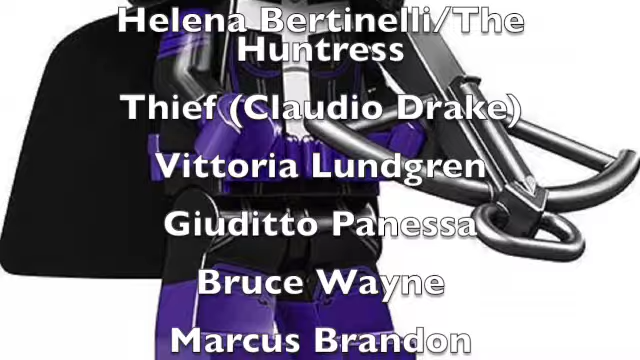 Helena Bertinelli/The
Huntress
Thief (Claudio Drake)
Vittoria Lundgren
Giuditto Panessa
Bruce Wayne
Marcus Brandon